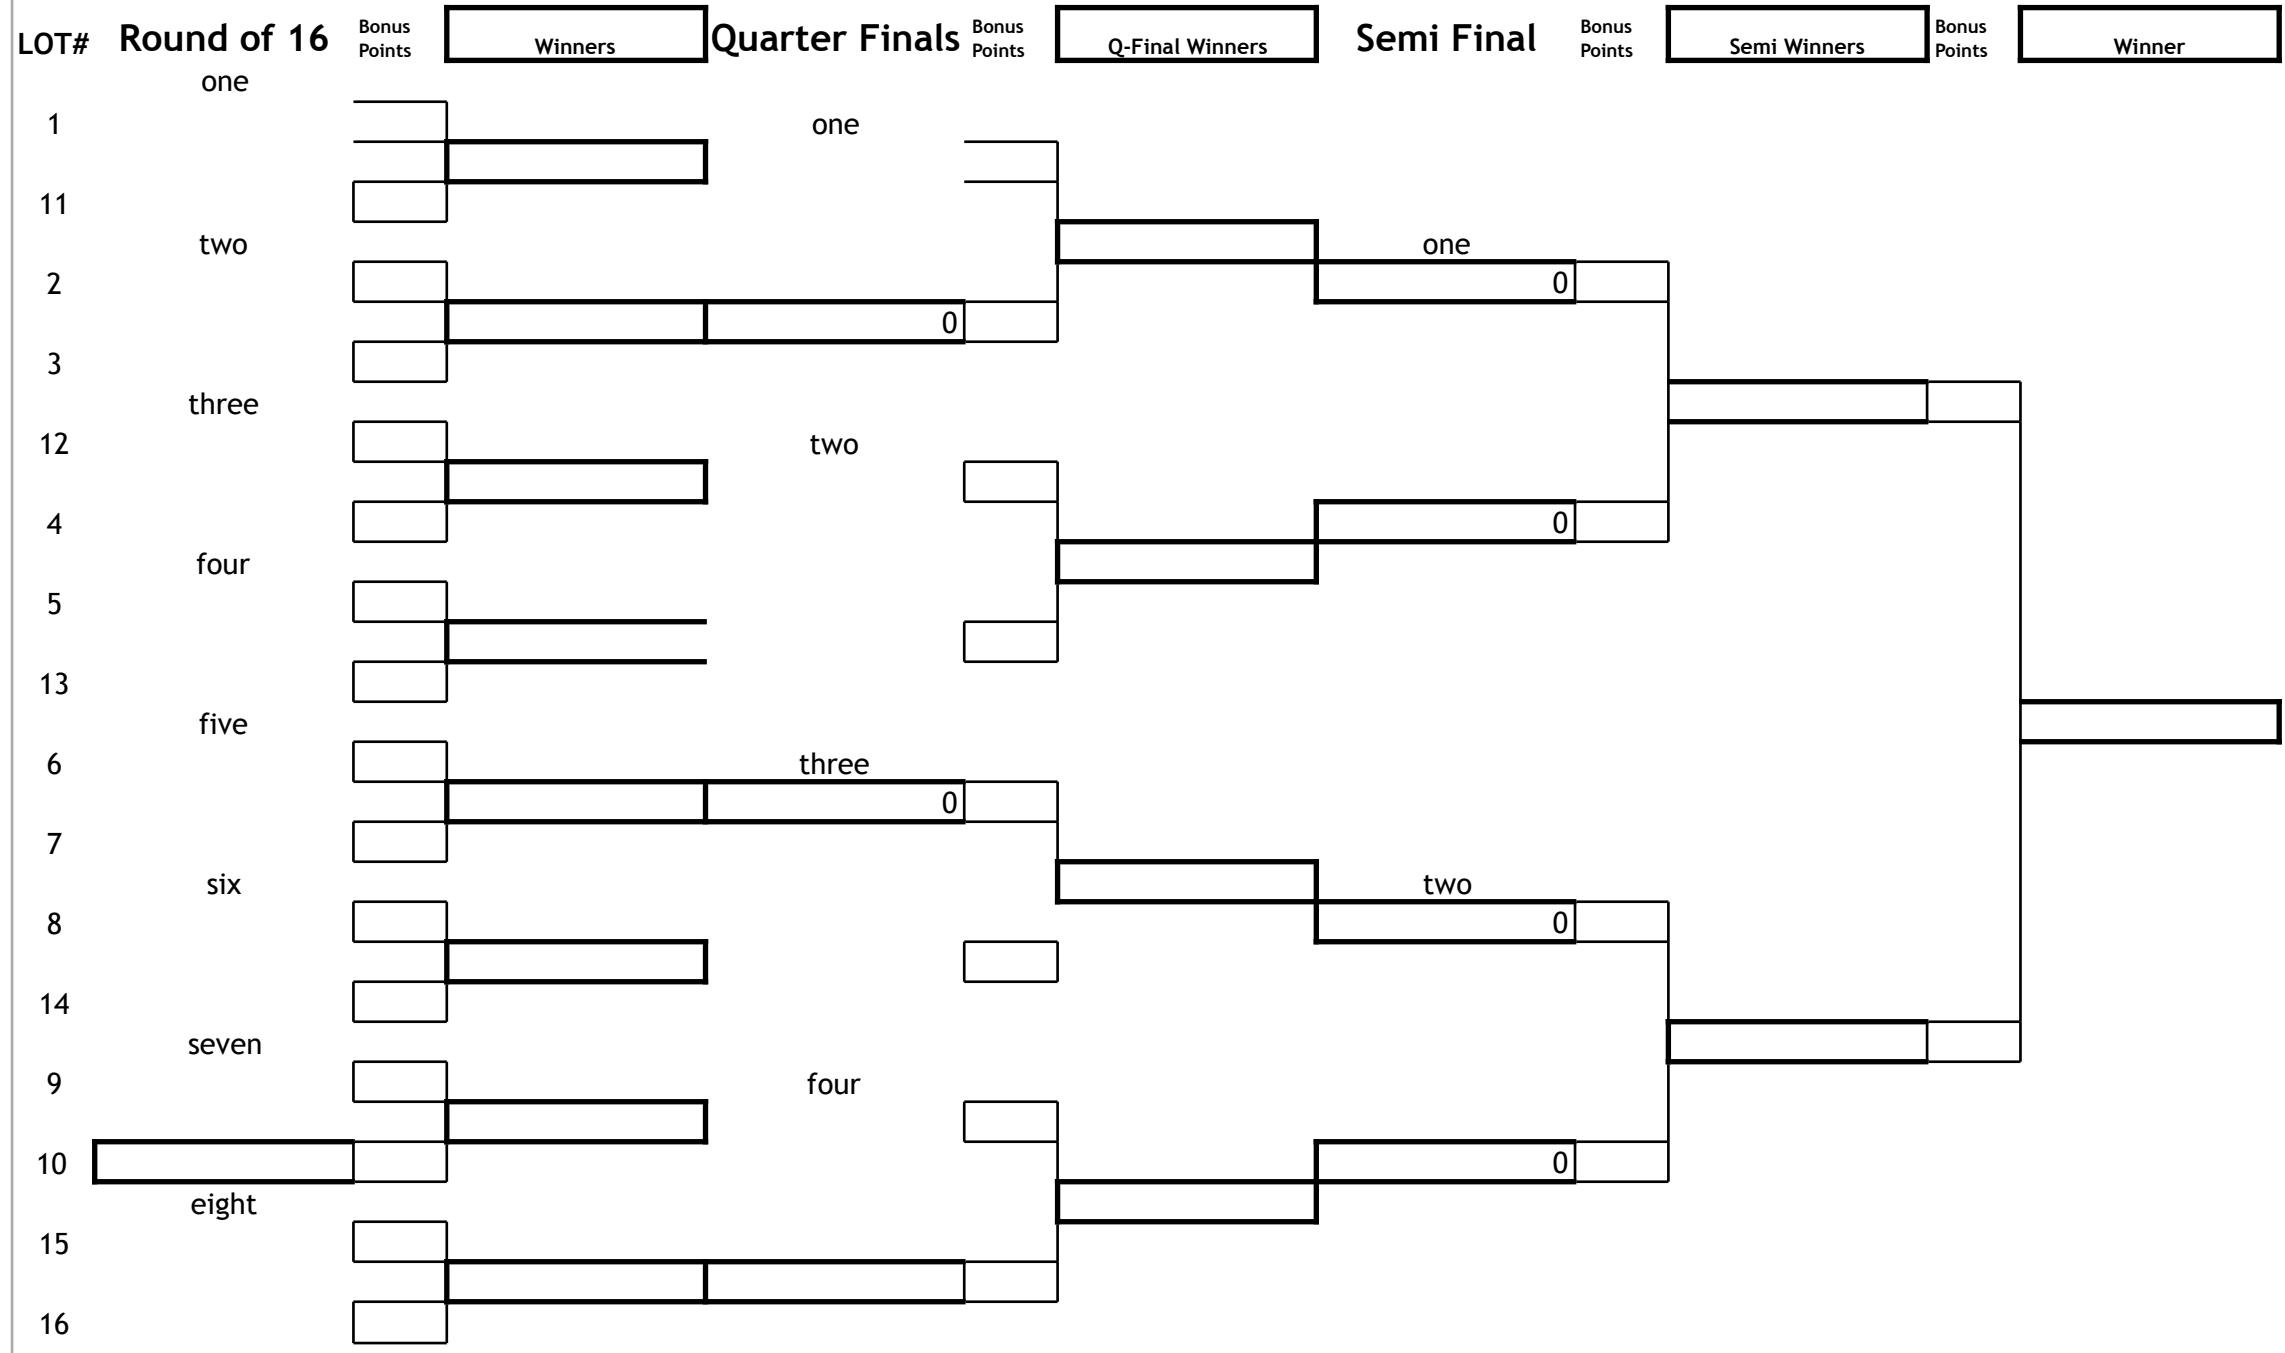 LOT# Round of 16 Bonus Points Winners Quarter Finals Bonus Points Q-Final Winners Semi Final Bonus Points Semi Winners Bonus Points Winner
one
1 one
11
two one
2 0
0
3
three
12 two
4 0
four
5
13
five
6 three
0
7
six two
8 0
14
seven
9 four
10 0
eight
15
16